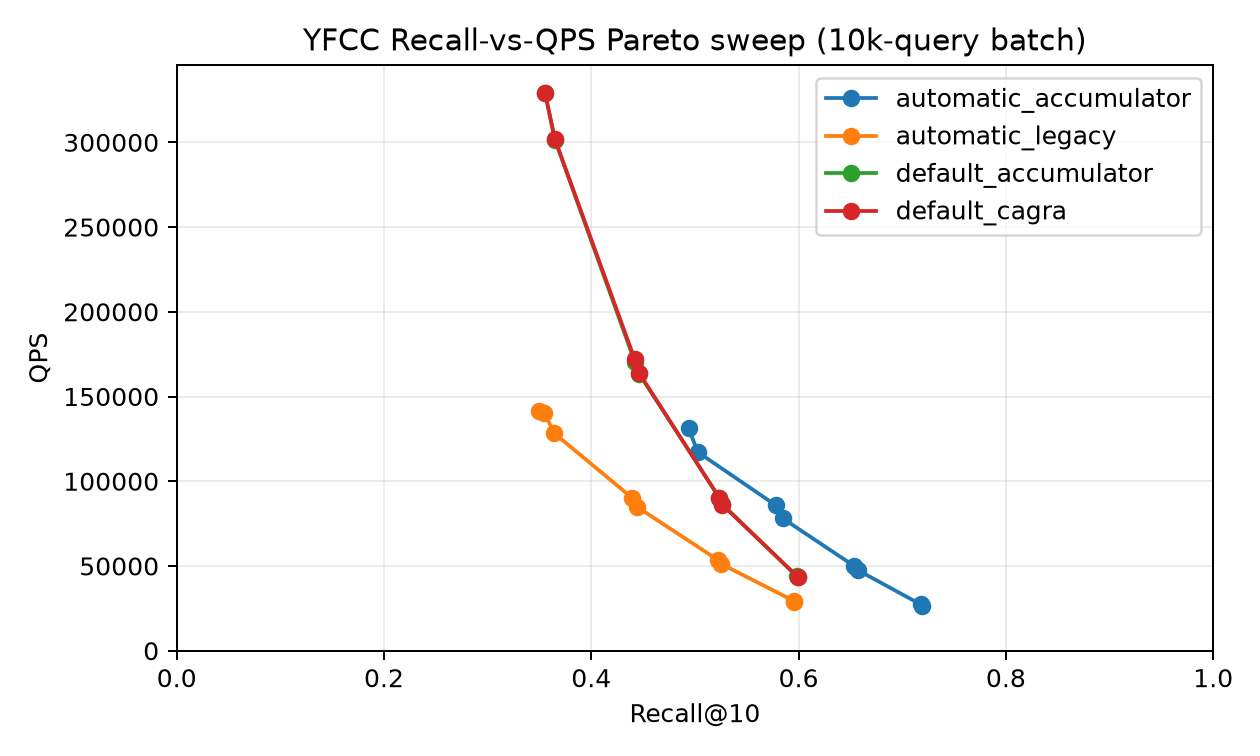 YFCC Recall-vs-QPS Pareto sweep (10k-query batch)
automatic_accumulator
automatic_legacy
default_accumulator
default_cagra
300000
250000
200000
150000
100000
50000
0
QPS
0.0 0.2 0.4 0.6 0.8 1.0
Recall@10